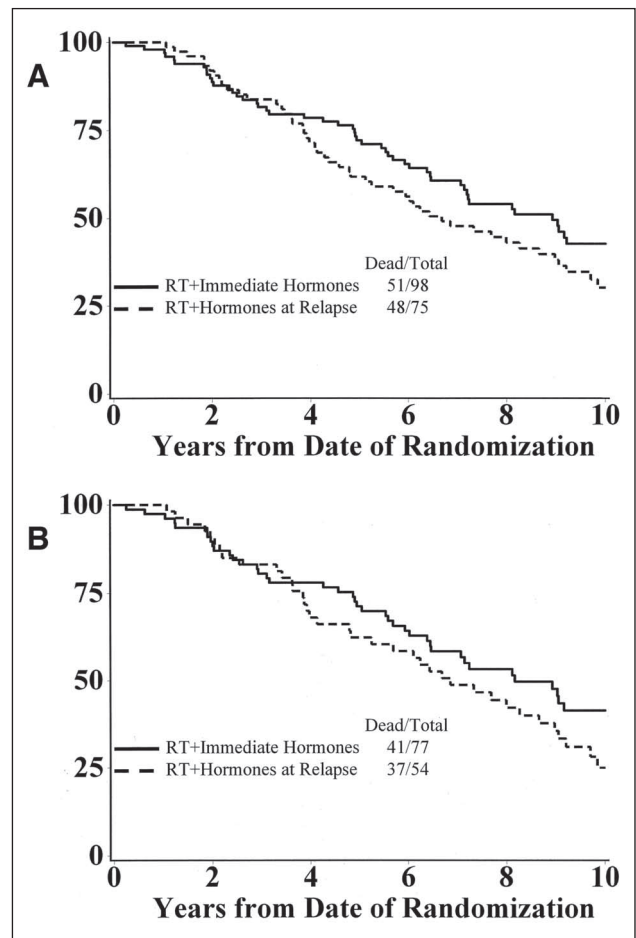 A
100
75
50
25
0
Dead/Total
RT+Immediate Hormones 51/98
RT+Hormones at Relapse 48/75
0 2 4 6 8 10
Years from Date of Randomization
B
100
75
50
25
0
Dead/Total
RT+Immediate Hormones 41/77
RT+Hormones at Relapse 37/54
0 2 4 6 8 10
Years from Date of Randomization